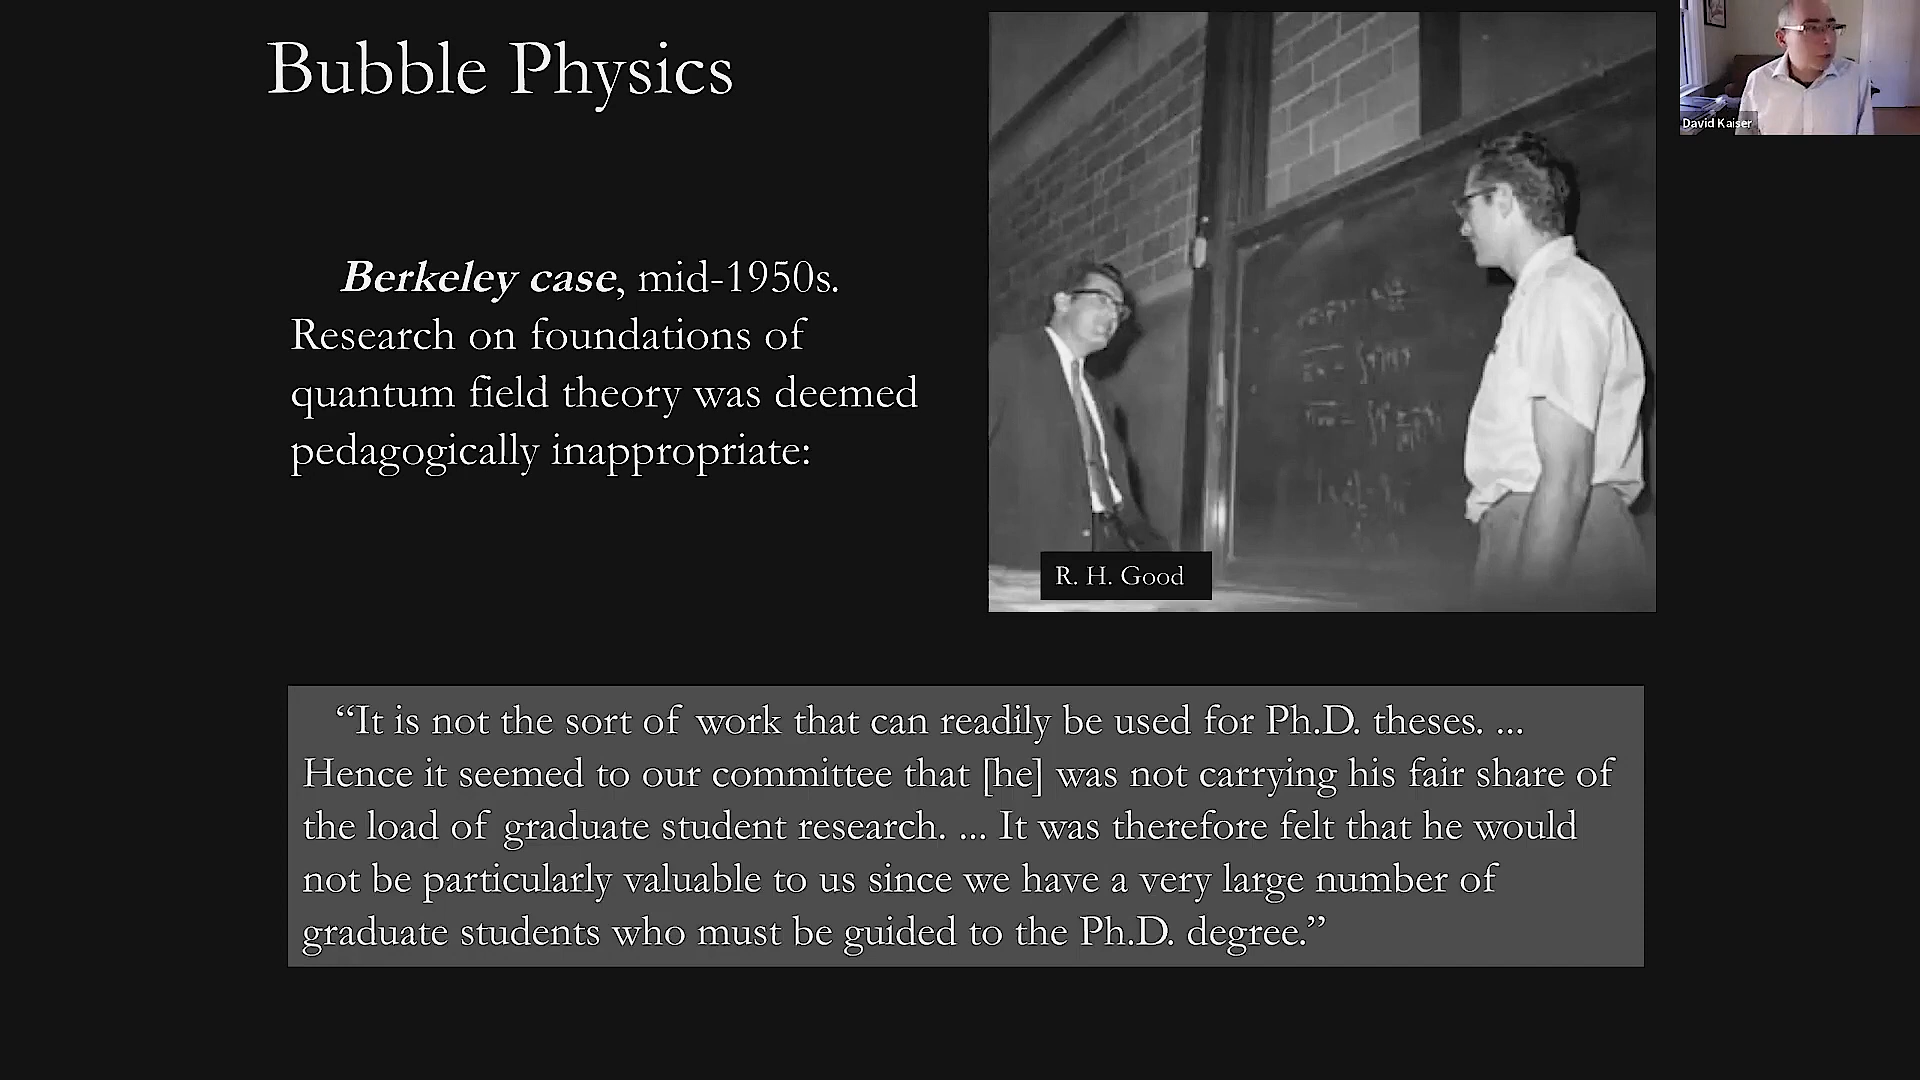 Bubble Physics
David Kaiser
Berkeley case, mid-1950s.
Research on foundations of
quantum field theory was deemed
pedagogically inappropriate:
R. H. Good
“It is not the sort of work that can readily be used for Ph.D. theses. ...
Hence it seemed to our committee that [he] was not carrying his fair share of
the load of graduate student research. ... It was therefore felt that he would
not be particularly valuable to us since we have a very large number of
graduate students who must be guided to the Ph.D. degree.”